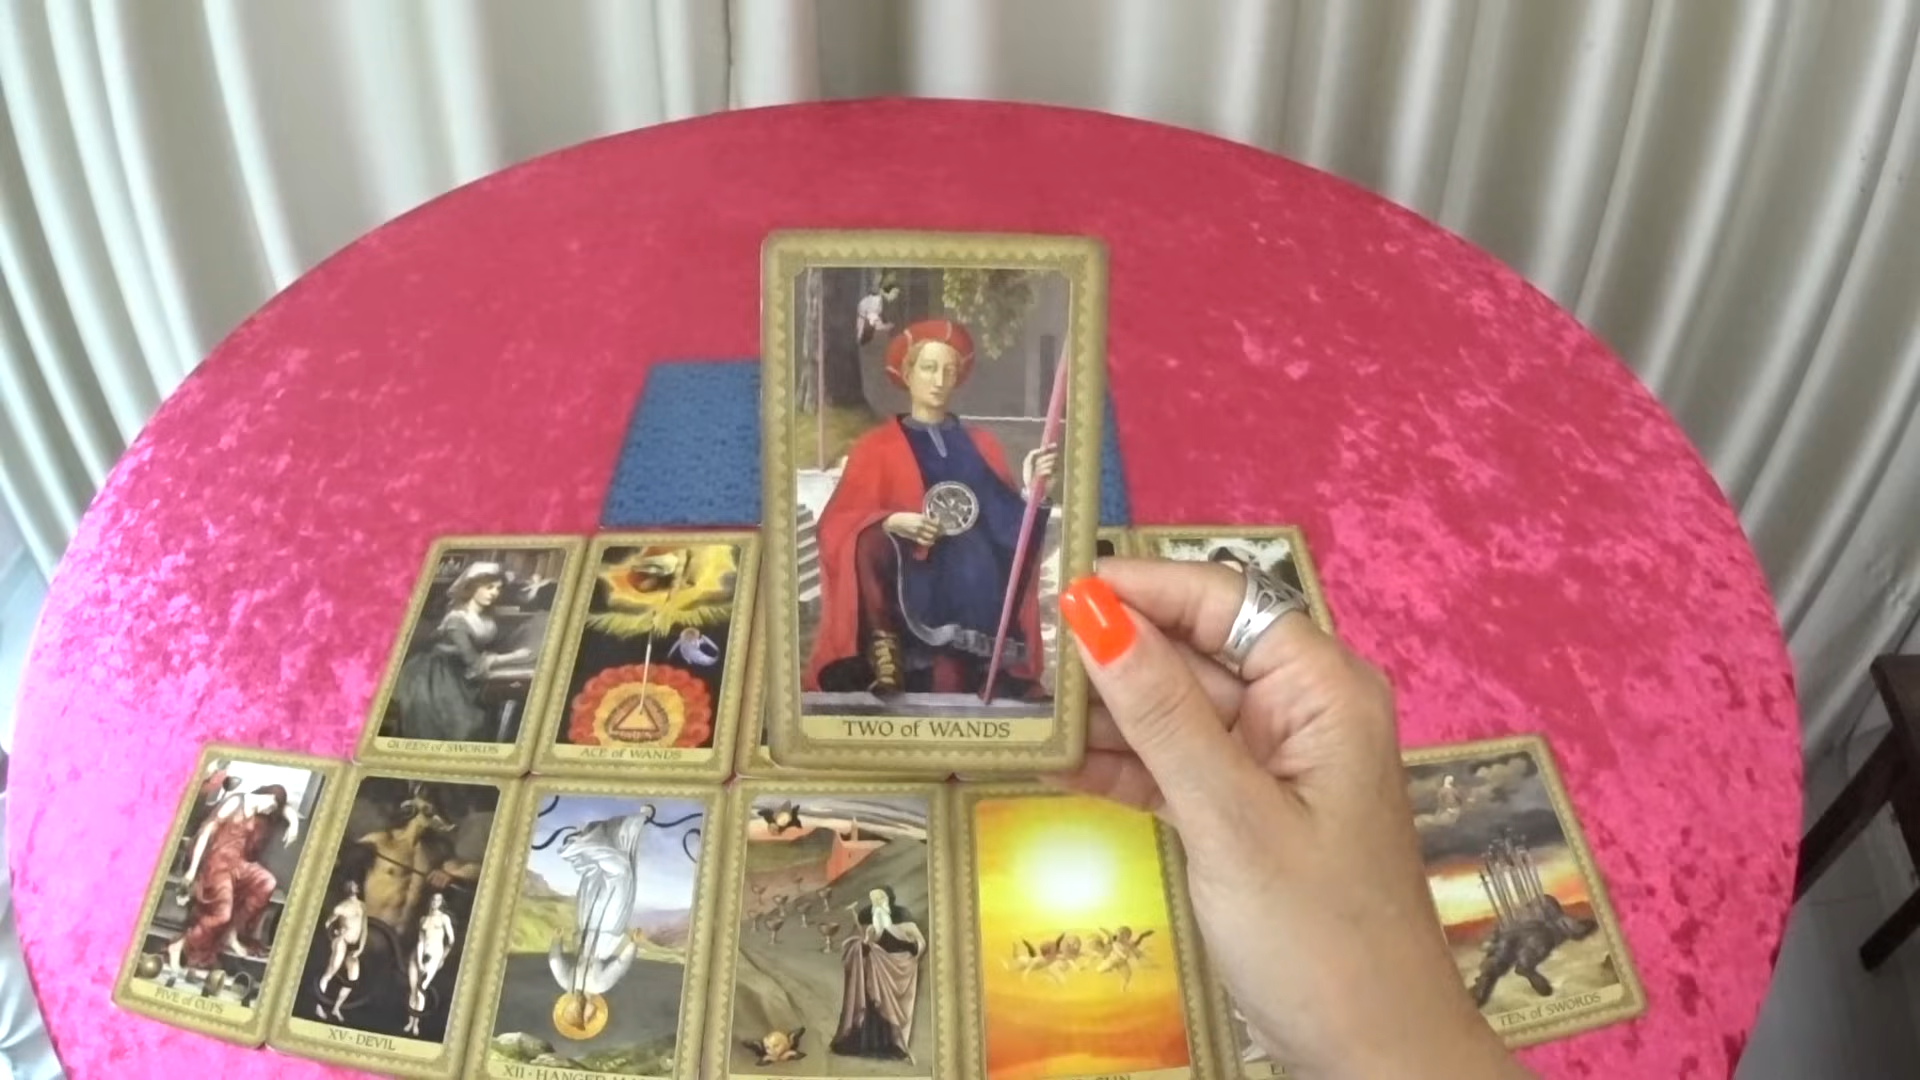 TWO of WANDS
QUEEN of SWORDS
ACE of WANDS
FIVE of CUPS
XV · DEVIL
XII · HANGED
TEN of SWORDS